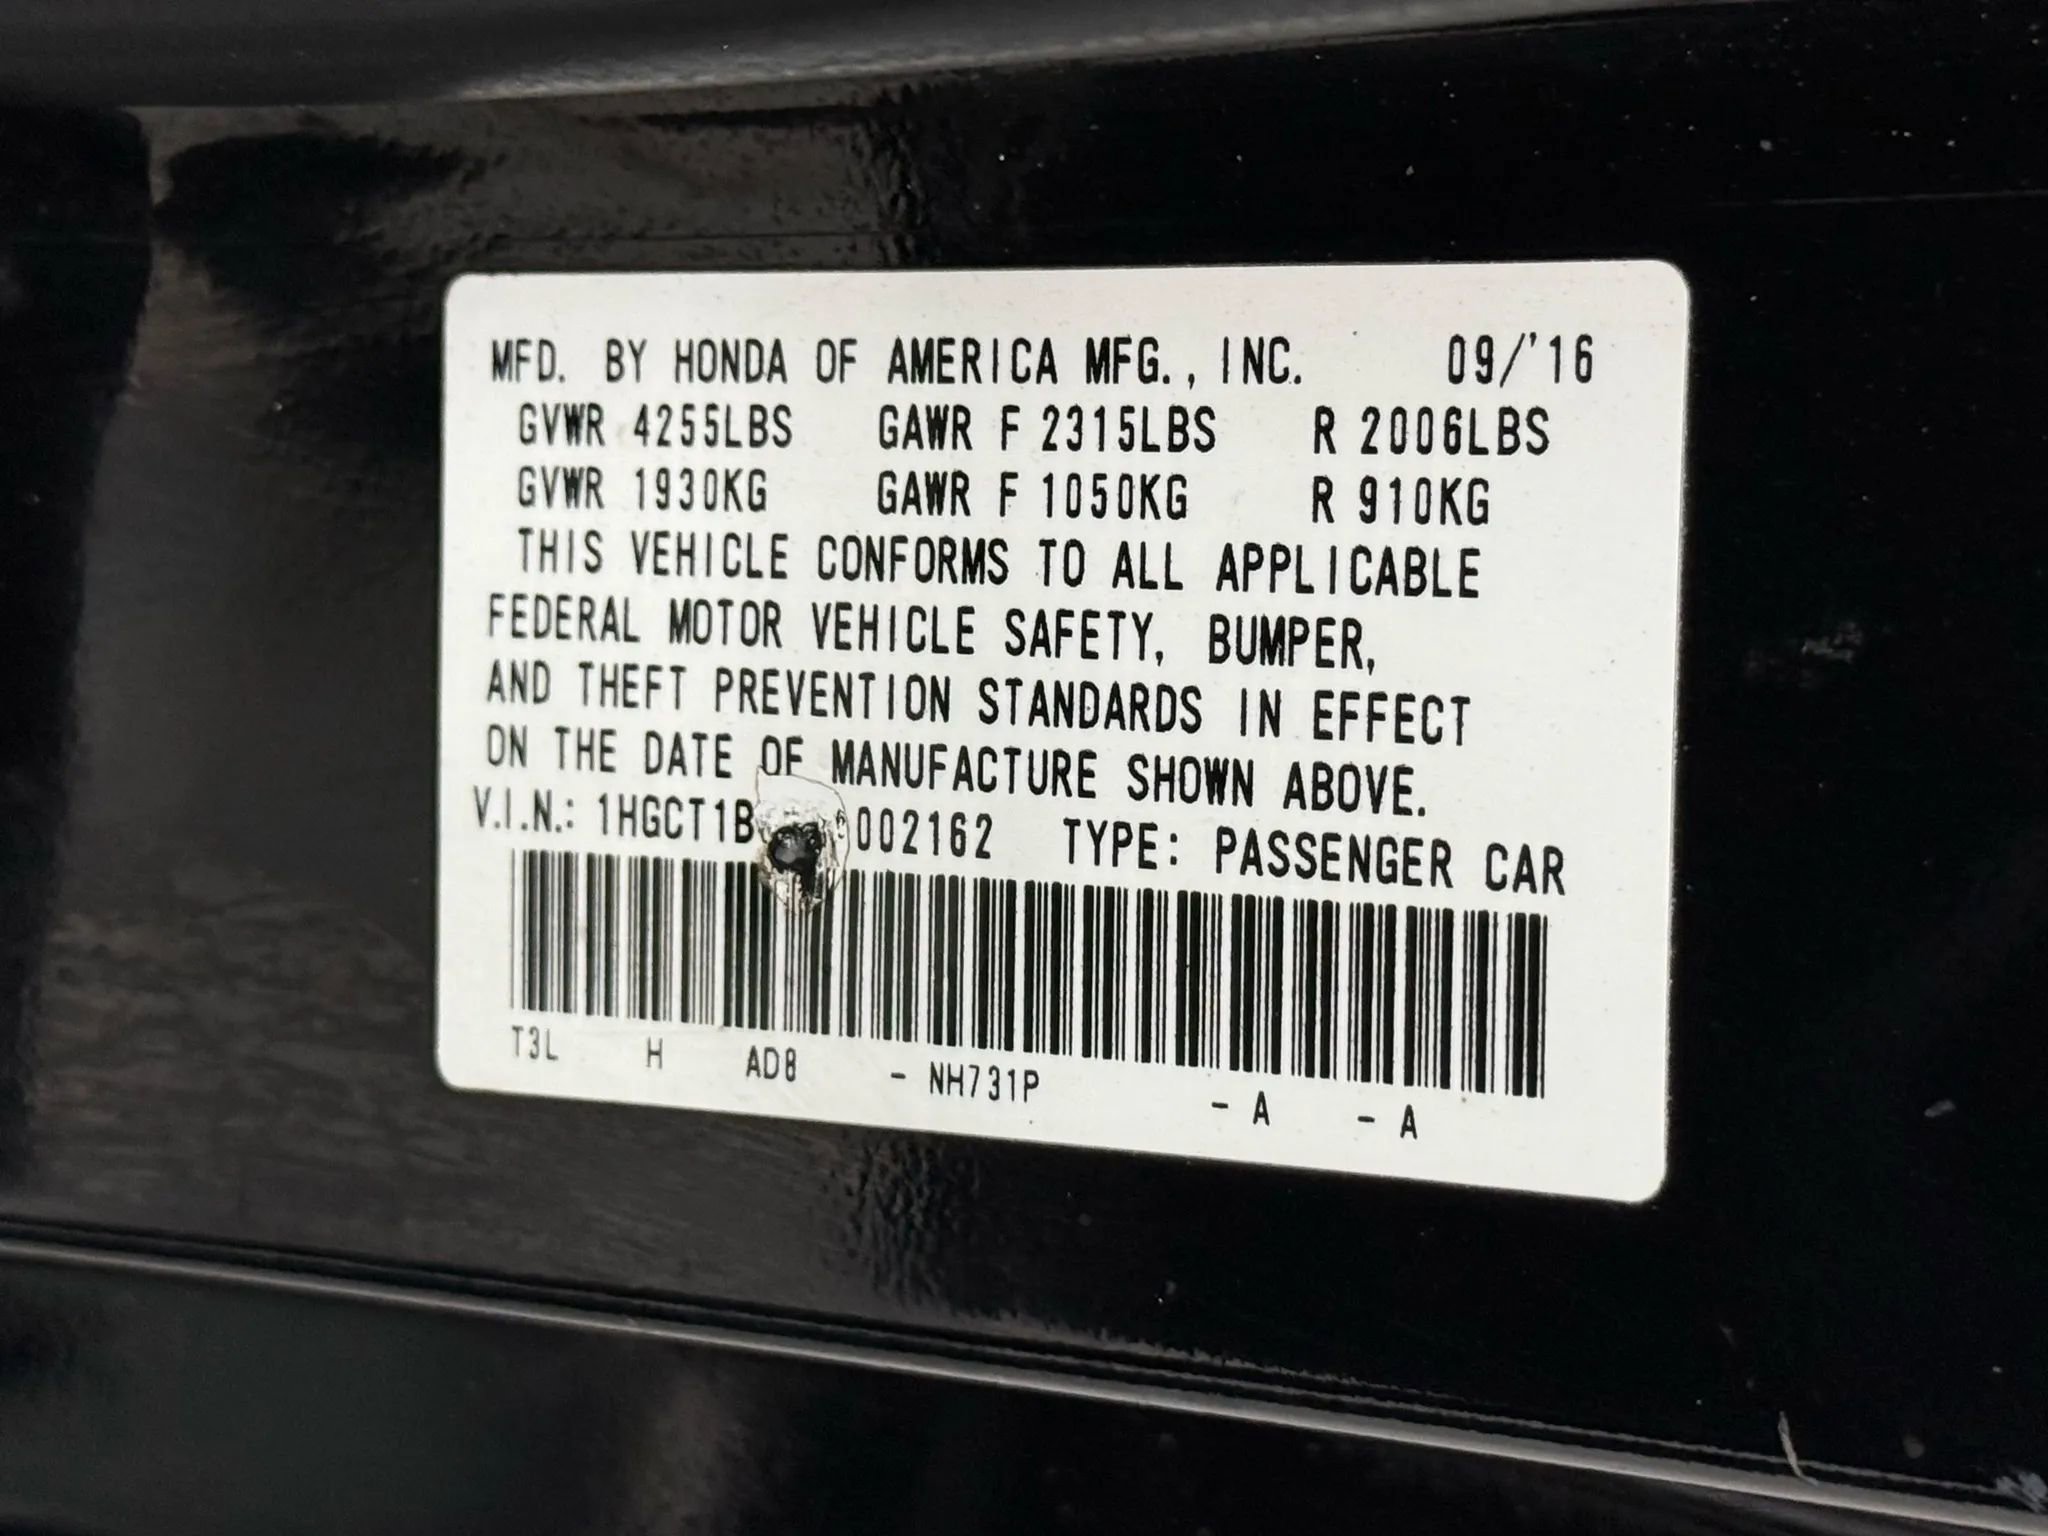 MFD. BY HONDA OF AMERICA MFG., INC. 09/'16
GVWR 4255LBS GAWR F 2315LBS R 2006LBS
GVWR 1930KG GAWR F 1050KG R 910KG
THIS VEHICLE CONFORMS TO ALL APPLICABLE
FEDERAL MOTOR VEHICLE SAFETY, BUMPER,
AND THEFT PREVENTION STANDARDS IN EFFECT
ON THE DATE OF MANUFACTURE SHOWN ABOVE.
V.I.N.: TYPE: PASSENGER CAR
T3L H AD8 - NH731P - A - A